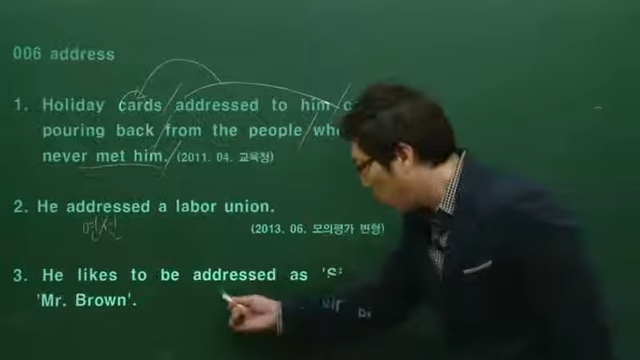 006 address
1. Holiday cards addressed to him c
pouring back from the people who
never met him. (2011. 04. 교육청)
2. He addressed a labor union.
연설
(2013. 06. 모의평가 변형)
3. He likes to be addressed as
'Mr. Brown'.